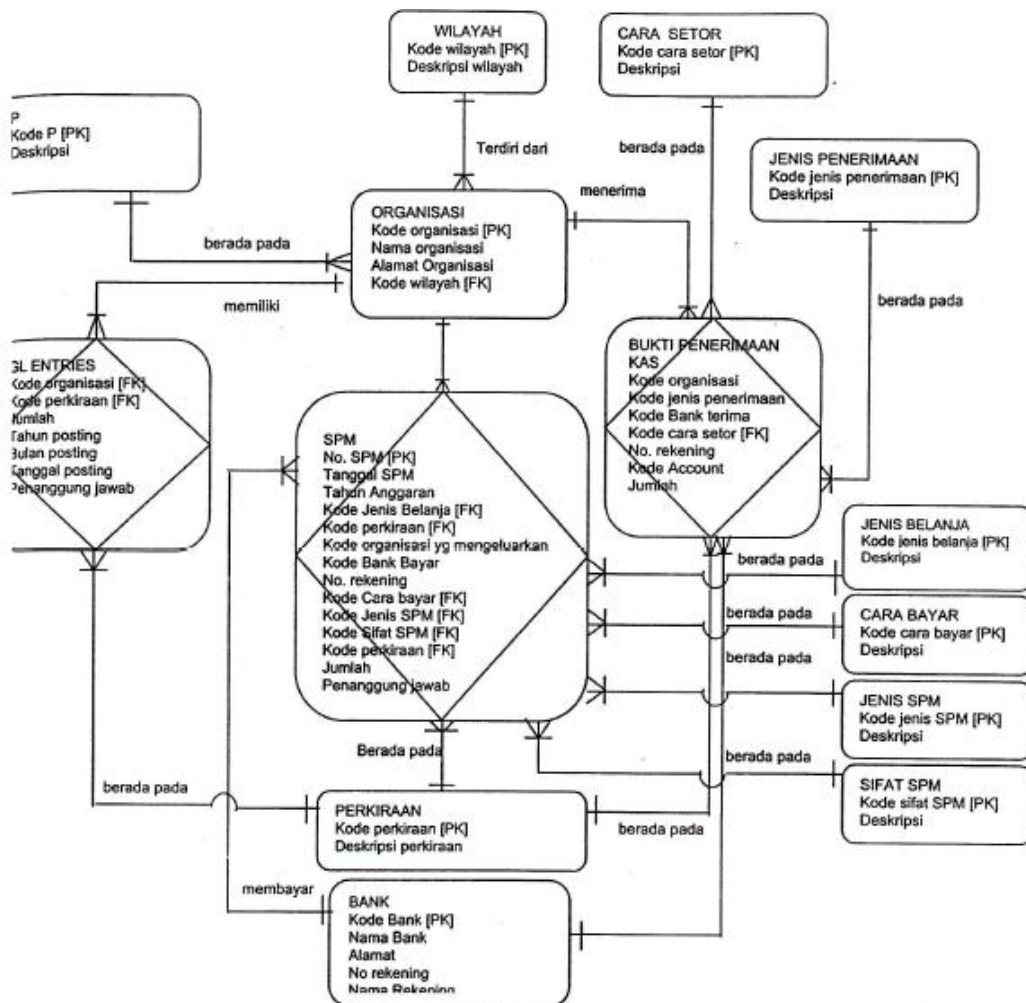 WILAYAH
Kode wilayah [PK]
Deskripsi wilayah
CARA SETOR
Kode cara setor [PK]
Deskripsi
P
Kode P [PK]
Deskripsi
Terdiri dari
berada pada
JENIS PENERIMAAN
Kode jenis penerimaan [PK]
Deskripsi
menerima
ORGANISASI
Kode organisasi [PK]
Nama organisasi
Alamat Organisasi
Kode wilayah [FK]
berada pada
memiliki
berada pada
GL ENTRIES
Kode organisasi [FK]
Kode perkiraan [FK]
Jumlah
Tahun posting
Bulan posting
Tanggal posting
Penanggung jawab
BUKTI PENERIMAAN
KAS
Kode organisasi
Kode jenis penerimaan
Kode Bank terima
Kode cara setor [FK]
No. rekening
Kode Account
Jumlah
SPM
No. SPM [PK]
Tanggal SPM
Tahun Anggaran
Kode Jenis Belanja [FK]
Kode perkiraan [FK]
Kode organisasi yg mengeluarkan
Kode Bank Bayar
No. rekening
Kode Cara bayar [FK]
Kode Jenis SPM [FK]
Kode Sifat SPM [FK]
Kode perkiraan [FK]
Jumlah
Penanggung jawab
JENIS BELANJA
Kode jenis belanja [PK]
Deskripsi
berada pada
CARA BAYAR
Kode cara bayar [PK]
Deskripsi
berada pada
berada pada
JENIS SPM
Kode jenis SPM [PK]
Deskripsi
berada pada
SIFAT SPM
Kode sifat SPM [PK]
Deskripsi
Berada pada
berada pada
PERKIRAAN
Kode perkiraan [PK]
Deskripsi perkiraan
berada pada
membayar
BANK
Kode Bank [PK]
Nama Bank
Alamat
No rekening
Nama Rekening